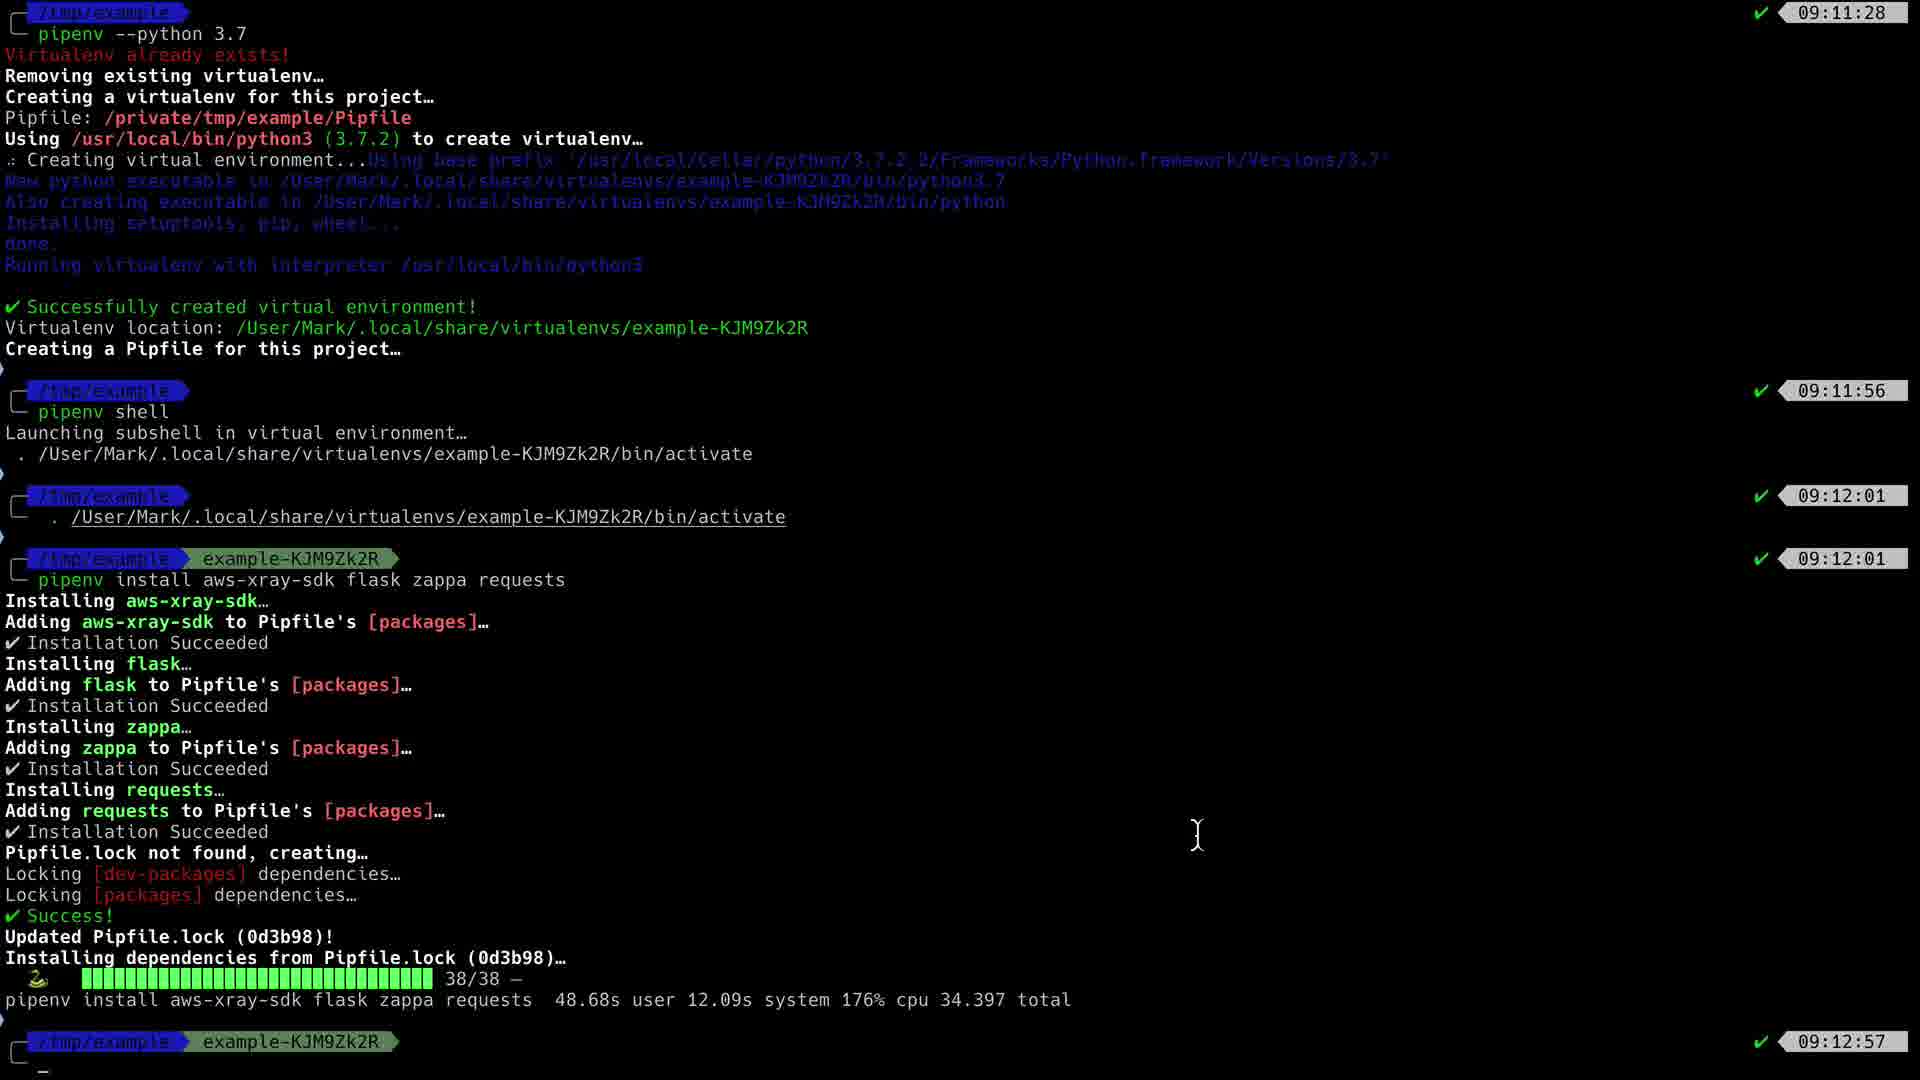 /tmp/example ✔ 09:11:28
pipenv --python 3.7
Virtualenv already exists!
Removing existing virtualenv…
Creating a virtualenv for this project…
Pipfile: /private/tmp/example/Pipfile
Using /usr/local/bin/python3 (3.7.2) to create virtualenv…
⠴ Creating virtual environment...Using base prefix '/usr/local/Cellar/python/3.7.2_2/Frameworks/Python.framework/Versions/3.7'
New python executable in /User/Mark/.local/share/virtualenvs/example-KJM9Zk2R/bin/python3.7
Also creating executable in /User/Mark/.local/share/virtualenvs/example-KJM9Zk2R/bin/python
Installing setuptools, pip, wheel...
done.
Running virtualenv with interpreter /usr/local/bin/python3
✔ Successfully created virtual environment!
Virtualenv location: /User/Mark/.local/share/virtualenvs/example-KJM9Zk2R
Creating a Pipfile for this project…
/tmp/example ✔ 09:11:56
pipenv shell
Launching subshell in virtual environment…
. /User/Mark/.local/share/virtualenvs/example-KJM9Zk2R/bin/activate
/tmp/example ✔ 09:12:01
. /User/Mark/.local/share/virtualenvs/example-KJM9Zk2R/bin/activate
/tmp/example example-KJM9Zk2R ✔ 09:12:01
pipenv install aws-xray-sdk flask zappa requests
Installing aws-xray-sdk…
Adding aws-xray-sdk to Pipfile's [packages]…
✔ Installation Succeeded
Installing flask…
Adding flask to Pipfile's [packages]…
✔ Installation Succeeded
Installing zappa…
Adding zappa to Pipfile's [packages]…
✔ Installation Succeeded
Installing requests…
Adding requests to Pipfile's [packages]…
✔ Installation Succeeded
Pipfile.lock not found, creating…
Locking [dev-packages] dependencies…
Locking [packages] dependencies…
✔ Success!
Updated Pipfile.lock (0d3b98)!
Installing dependencies from Pipfile.lock (0d3b98)…
🐍 ▉▉▉▉▉▉▉▉▉▉▉▉▉▉▉▉▉▉▉▉▉▉▉▉▉▉▉▉▉▉▉▉ 38/38 —
pipenv install aws-xray-sdk flask zappa requests 48.68s user 12.09s system 176% cpu 34.397 total
/tmp/example example-KJM9Zk2R ✔ 09:12:57